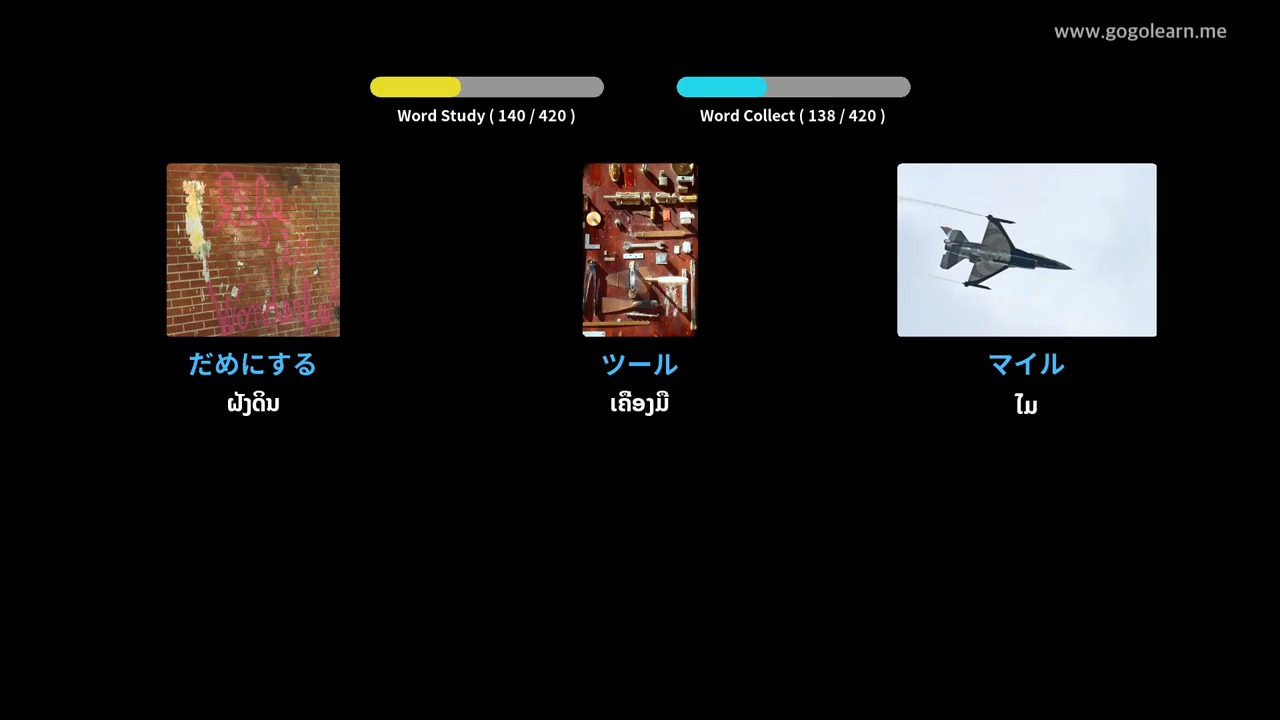 www.gogolearn.me
Word Study ( 140 / 420 )
Word Collect ( 138 / 420 )
だめにする
ツール
マイル
ຝັງດິນ
ເຄື່ອງມື
ໄມ